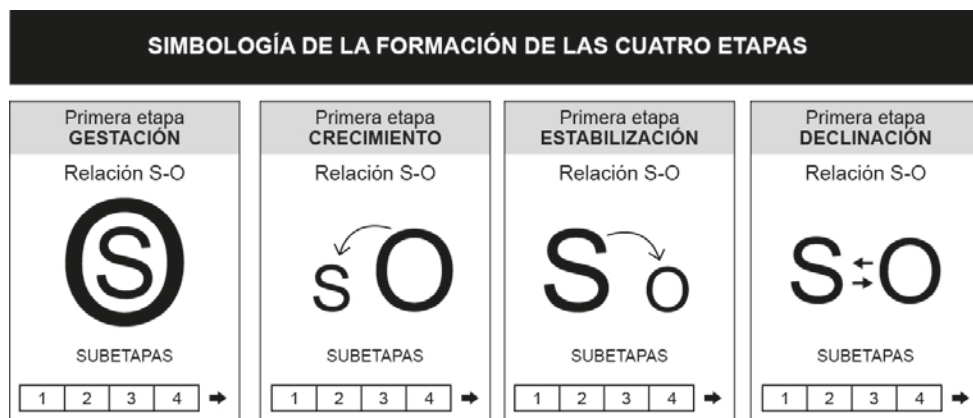 SIMBOLOGÍA DE LA FORMACIÓN DE LAS CUATRO ETAPAS
Primera etapa
GESTACIÓN
Relación S-O
S
O
SUBETAPAS
1 2 3 4
Primera etapa
CRECIMIENTO
Relación S-O
S O
SUBETAPAS
1 2 3 4
Primera etapa
ESTABILIZACIÓN
Relación S-O
S O
SUBETAPAS
1 2 3 4
Primera etapa
DECLINACIÓN
Relación S-O
S O
SUBETAPAS
1 2 3 4